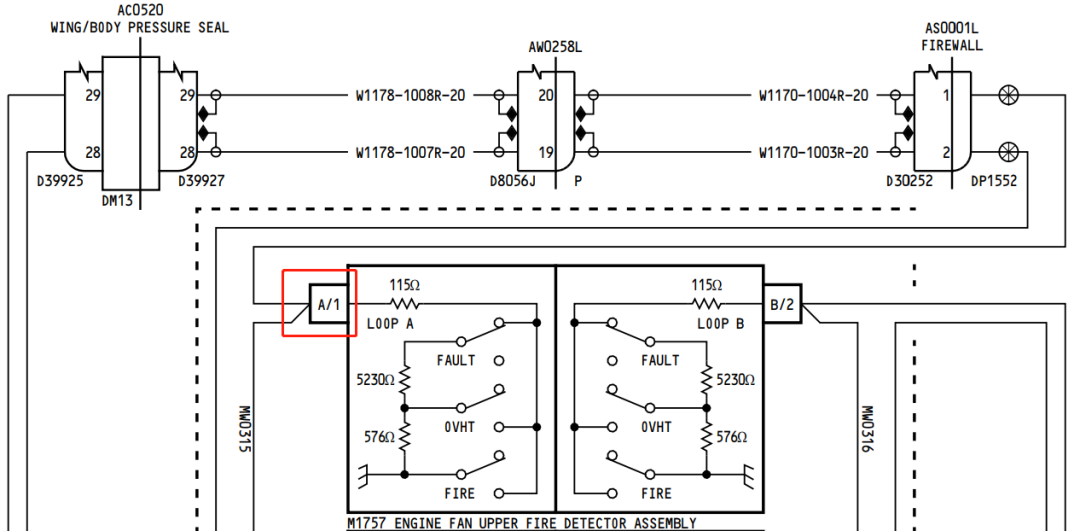 AC0520
WING/BODY PRESSURE SEAL
AW0258L
AS0001L
FIREWALL
29
29
W1178-1008R-20
20
W1170-1004R-20
1
28
28
W1178-1007R-20
19
W1170-1003R-20
2
D39925
D39927
D8056J
P
D30252
DP1552
DM13
115Ω
115Ω
A/1
B/2
LOOP A
LOOP B
FAULT
FAULT
5230Ω
5230Ω
MW0315
OVHT
OVHT
MW0316
576Ω
576Ω
FIRE
FIRE
M1757 ENGINE FAN UPPER FIRE DETECTOR ASSEMBLY